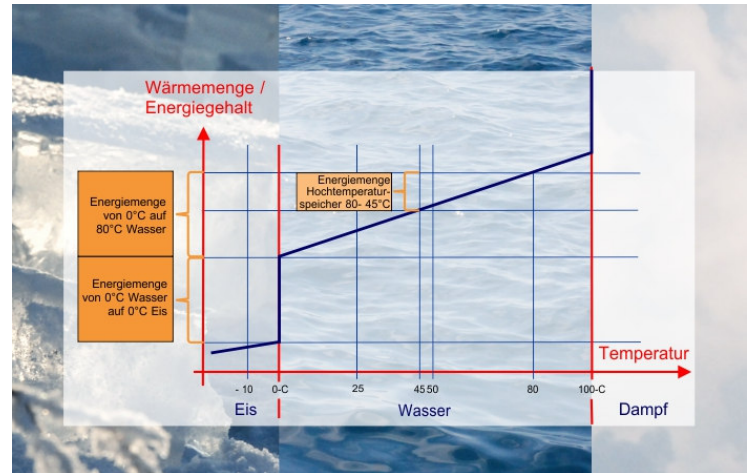 Wärmemenge /
Energiegehalt
Energiemenge
Hochtemperatur-
speicher 80- 45°C
Energiemenge
von 0°C auf
80°C Wasser
Energiemenge
von 0°C Wasser
auf 0°C Eis
Temperatur
- 10 0-C 25 45 50 80 100-C
Eis Wasser Dampf